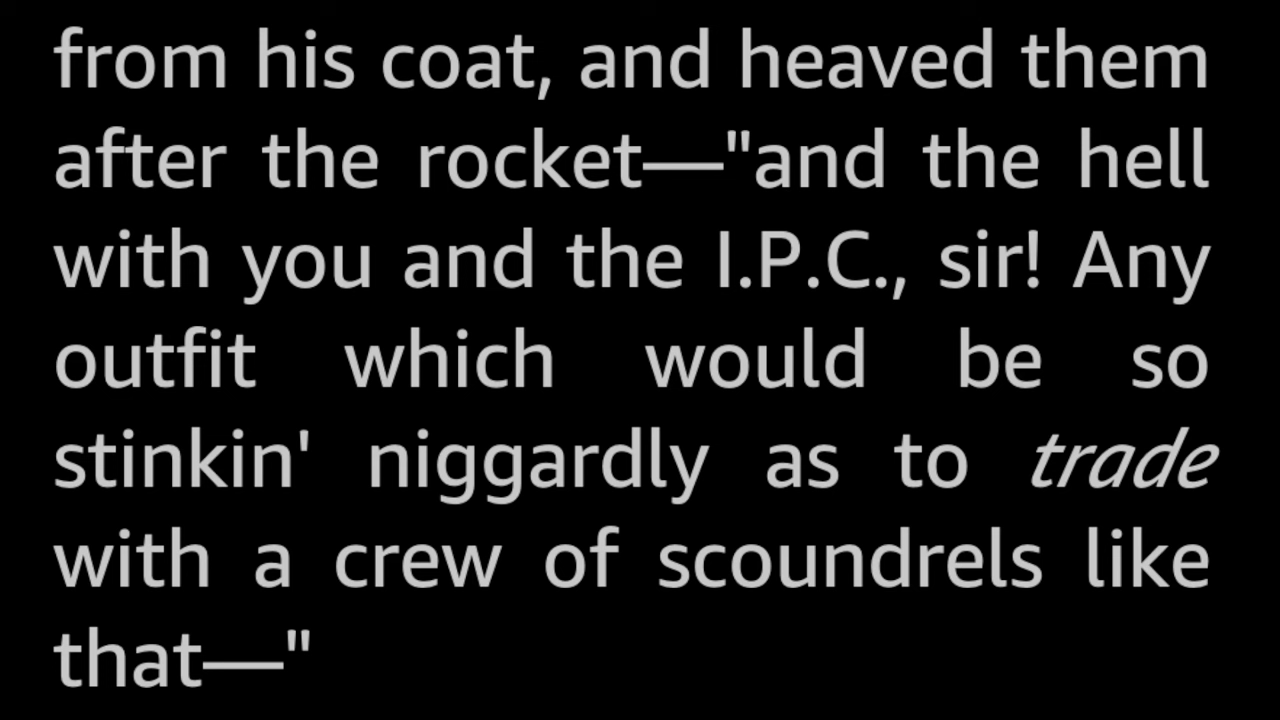 from his coat, and heaved them
after the rocket—"and the hell
with you and the I.P.C., sir! Any
outfit which would be so
stinkin' niggardly as to trade
with a crew of scoundrels like
that—"